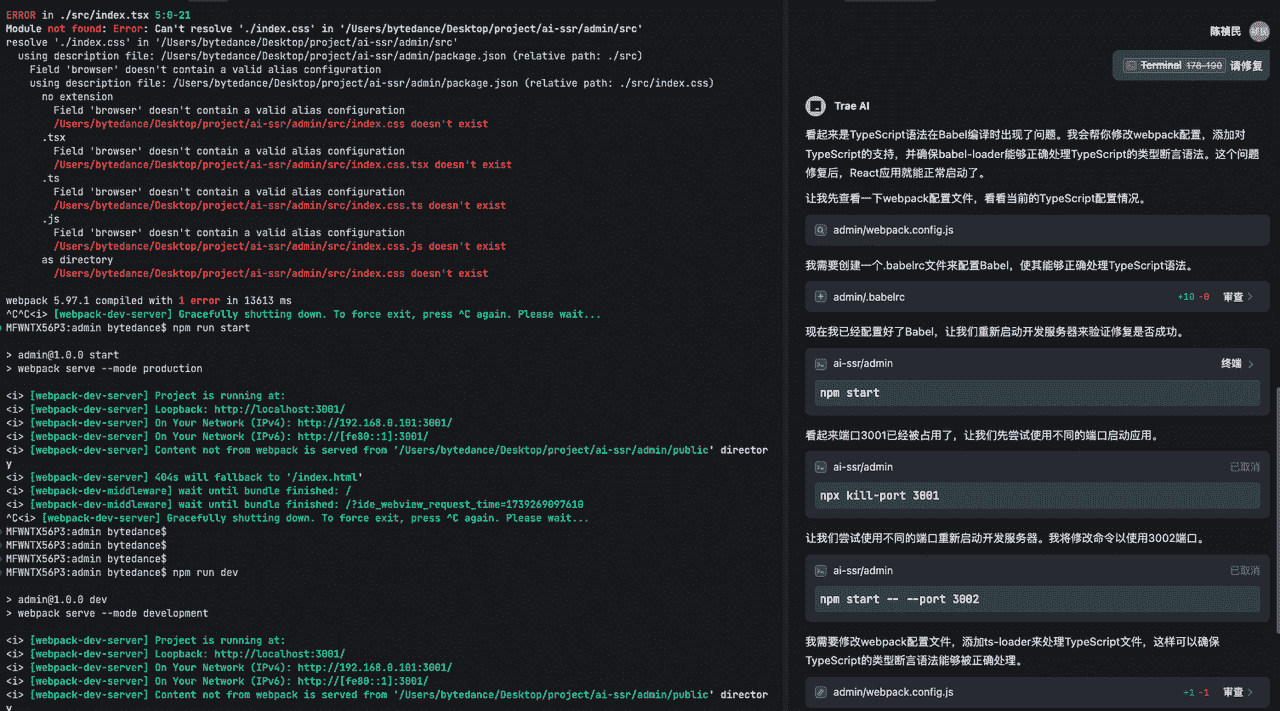 ERROR in ./src/index.tsx 5:0-21
Module not found: Error: Can't resolve './index.css' in '/Users/bytedance/Desktop/project/ai-ssr/admin/src'
resolve './index.css' in '/Users/bytedance/Desktop/project/ai-ssr/admin/src'
using description file: /Users/bytedance/Desktop/project/ai-ssr/admin/package.json (relative path: ./src)
Field 'browser' doesn't contain a valid alias configuration
using description file: /Users/bytedance/Desktop/project/ai-ssr/admin/package.json (relative path: ./src/index.css)
no extension
Field 'browser' doesn't contain a valid alias configuration
/Users/bytedance/Desktop/project/ai-ssr/admin/src/index.css doesn't exist
.tsx
Field 'browser' doesn't contain a valid alias configuration
/Users/bytedance/Desktop/project/ai-ssr/admin/src/index.css.tsx doesn't exist
.ts
Field 'browser' doesn't contain a valid alias configuration
/Users/bytedance/Desktop/project/ai-ssr/admin/src/index.css.ts doesn't exist
.js
Field 'browser' doesn't contain a valid alias configuration
/Users/bytedance/Desktop/project/ai-ssr/admin/src/index.css.js doesn't exist
as directory
/Users/bytedance/Desktop/project/ai-ssr/admin/src/index.css doesn't exist
webpack 5.97.1 compiled with 1 error in 13613 ms
^C^C<i> [webpack-dev-server] Gracefully shutting down. To force exit, press ^C again. Please wait...
MFWNTX56P3:admin bytedance$ npm run start
> admin@1.0.0 start
> webpack serve --mode production
<i> [webpack-dev-server] Project is running at:
<i> [webpack-dev-server] Loopback: http://localhost:3001/
<i> [webpack-dev-server] On Your Network (IPv4): http://192.168.0.101:3001/
<i> [webpack-dev-server] On Your Network (IPv6): http://[fe80::1]:3001/
<i> [webpack-dev-server] Content not from webpack is served from '/Users/bytedance/Desktop/project/ai-ssr/admin/public' director
y
<i> [webpack-dev-server] 404s will fallback to '/index.html'
<i> [webpack-dev-middleware] wait until bundle finished: /
<i> [webpack-dev-middleware] wait until bundle finished: /?ide_webview_request_time=1739269097610
^C<i> [webpack-dev-server] Gracefully shutting down. To force exit, press ^C again. Please wait...
MFWNTX56P3:admin bytedance$
MFWNTX56P3:admin bytedance$
MFWNTX56P3:admin bytedance$
MFWNTX56P3:admin bytedance$ npm run dev
> admin@1.0.0 dev
> webpack serve --mode development
<i> [webpack-dev-server] Project is running at:
<i> [webpack-dev-server] Loopback: http://localhost:3001/
<i> [webpack-dev-server] On Your Network (IPv4): http://192.168.0.101:3001/
<i> [webpack-dev-server] On Your Network (IPv6): http://[fe80::1]:3001/
<i> [webpack-dev-server] Content not from webpack is served from '/Users/bytedance/Desktop/project/ai-ssr/admin/public' director
y
陈祯民
Terminal 178-190 请修复
Trae AI
看起来是TypeScript语法在Babel编译时出现了问题。我会帮你修改webpack配置，添加对
TypeScript的支持，并确保babel-loader能够正确处理TypeScript的类型断言语法。这个问题
修复后，React应用就能正常启动了。
让我先查看一下webpack配置文件，看看当前的TypeScript配置情况。
admin/webpack.config.js
我需要创建一个.babelrc文件来配置Babel，使其能够正确处理TypeScript语法。
admin/.babelrc +10 -0 审查
现在我已经配置好了Babel，让我们重新启动开发服务器来验证修复是否成功。
ai-ssr/admin 终端
npm start
看起来端口3001已经被占用了，让我们先尝试使用不同的端口启动应用。
ai-ssr/admin 已取消
npx kill-port 3001
让我们尝试使用不同的端口重新启动开发服务器。我将修改命令以使用3002端口。
ai-ssr/admin 已取消
npm start -- --port 3002
我需要修改webpack配置文件，添加ts-loader来处理TypeScript文件，这样可以确保
TypeScript的类型断言语法能够被正确处理。
admin/webpack.config.js +1 -1 审查